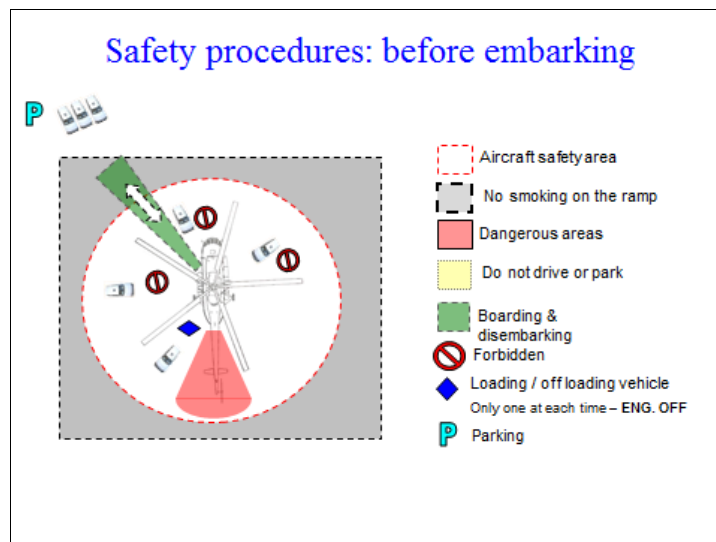 Safety procedures: before embarking
P
Aircraft safety area
No smoking on the ramp
Dangerous areas
Do not drive or park
Boarding &
disembarking
Forbidden
Loading / off loading vehicle
Only one at each time – ENG. OFF
P
Parking